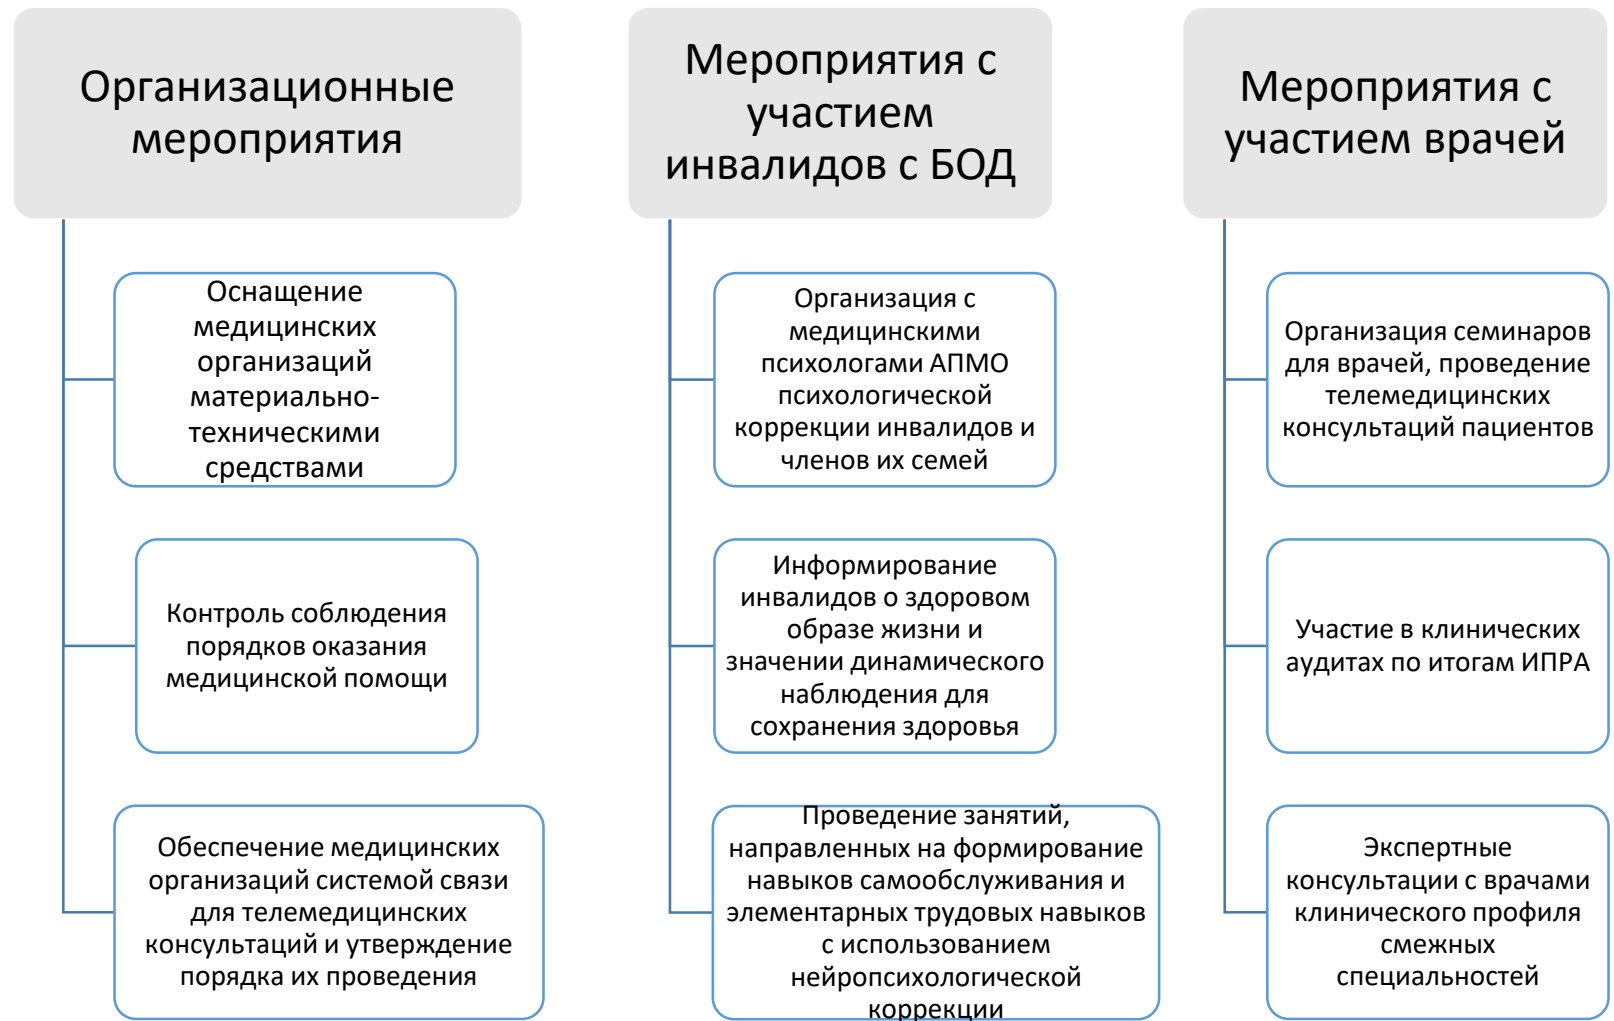 Организационные
мероприятия
Оснащение
медицинских
организаций
материально-
техническими
средствами
Контроль соблюдения
порядков оказания
медицинской помощи
Обеспечение медицинских
организаций системой связи
для телемедицинских
консультаций и утверждение
порядка их проведения
Мероприятия с
участием
инвалидов с БОД
Организация с
медицинскими
психологами АПМО
психологической
коррекции инвалидов и
членов их семей
Информирование
инвалидов о здоровом
образе жизни и
значении динамического
наблюдения для
сохранения здоровья
Проведение занятий,
направленных на формирование
навыков самообслуживания и
элементарных трудовых навыков
с использованием
нейропсихологической
коррекции
Мероприятия с
участием врачей
Организация семинаров
для врачей, проведение
телемедицинских
консультаций пациентов
Участие в клинических
аудитах по итогам ИПРА
Экспертные
консультации с врачами
клинического профиля
смежных
специальностей